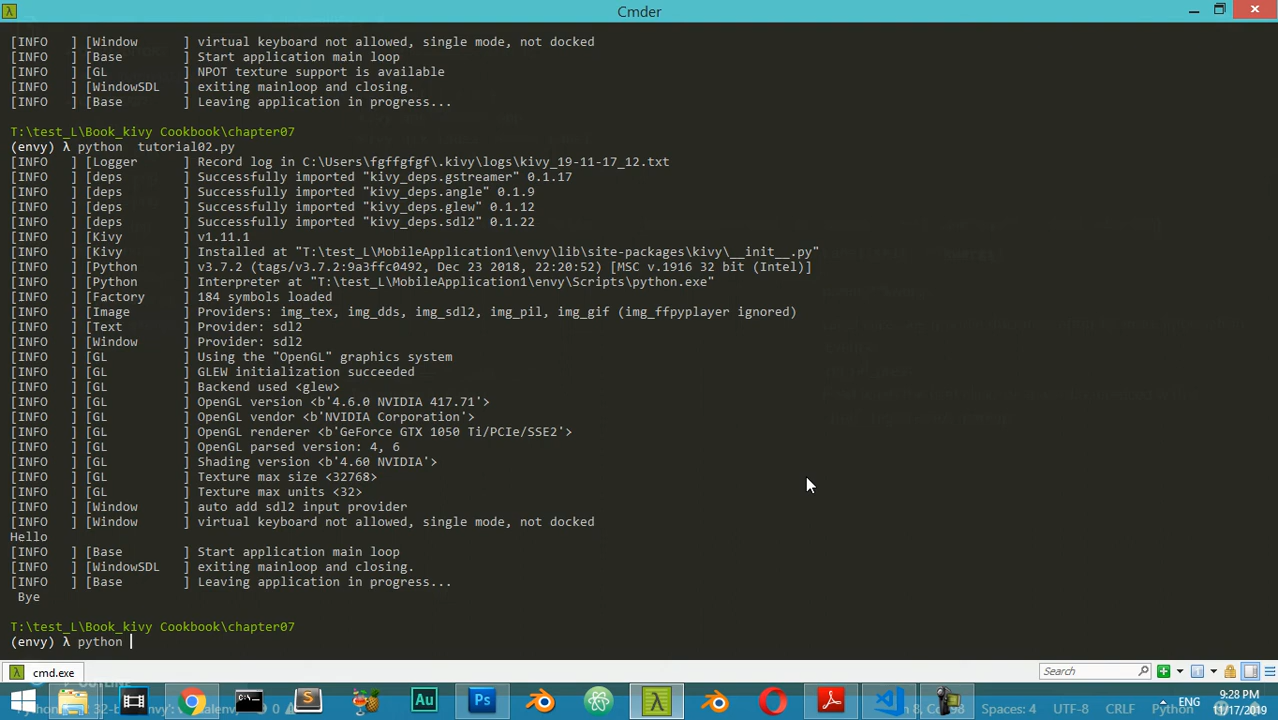 Cmder
[INFO   ] [Window      ] virtual keyboard not allowed, single mode, not docked
[INFO   ] [Base        ] Start application main loop
[INFO   ] [GL          ] NPOT texture support is available
[INFO   ] [WindowSDL   ] exiting mainloop and closing.
[INFO   ] [Base        ] Leaving application in progress...
T:\test_L\Book_kivy Cookbook\chapter07
(envy) λ python  tutorial02.py
[INFO   ] [Logger      ] Record log in C:\Users\fgffgfgf\.kivy\logs\kivy_19-11-17_12.txt
[INFO   ] [deps        ] Successfully imported "kivy_deps.gstreamer" 0.1.17
[INFO   ] [deps        ] Successfully imported "kivy_deps.angle" 0.1.9
[INFO   ] [deps        ] Successfully imported "kivy_deps.glew" 0.1.12
[INFO   ] [deps        ] Successfully imported "kivy_deps.sdl2" 0.1.22
[INFO   ] [Kivy        ] v1.11.1
[INFO   ] [Kivy        ] Installed at "T:\test_L\MobileApplication1\envy\lib\site-packages\kivy\__init__.py"
[INFO   ] [Python      ] v3.7.2 (tags/v3.7.2:9a3ffc0492, Dec 23 2018, 22:20:52) [MSC v.1916 32 bit (Intel)]
[INFO   ] [Python      ] Interpreter at "T:\test_L\MobileApplication1\envy\Scripts\python.exe"
[INFO   ] [Factory     ] 184 symbols loaded
[INFO   ] [Image       ] Providers: img_tex, img_dds, img_sdl2, img_pil, img_gif (img_ffpyplayer ignored)
[INFO   ] [Text        ] Provider: sdl2
[INFO   ] [Window      ] Provider: sdl2
[INFO   ] [GL          ] Using the "OpenGL" graphics system
[INFO   ] [GL          ] GLEW initialization succeeded
[INFO   ] [GL          ] Backend used <glew>
[INFO   ] [GL          ] OpenGL version <b'4.6.0 NVIDIA 417.71'>
[INFO   ] [GL          ] OpenGL vendor <b'NVIDIA Corporation'>
[INFO   ] [GL          ] OpenGL renderer <b'GeForce GTX 1050 Ti/PCIe/SSE2'>
[INFO   ] [GL          ] OpenGL parsed version: 4, 6
[INFO   ] [GL          ] Shading version <b'4.60 NVIDIA'>
[INFO   ] [GL          ] Texture max size <32768>
[INFO   ] [GL          ] Texture max units <32>
[INFO   ] [Window      ] auto add sdl2 input provider
[INFO   ] [Window      ] virtual keyboard not allowed, single mode, not docked
Hello
[INFO   ] [Base        ] Start application main loop
[INFO   ] [WindowSDL   ] exiting mainloop and closing.
[INFO   ] [Base        ] Leaving application in progress...
 Bye
T:\test_L\Book_kivy Cookbook\chapter07
(envy) λ python
cmd.exe
Search
Au
Ps
ENG
9:28 PM
11/17/2019
OUTLINE
Spaces: 4 UTF-8 CRLF Python